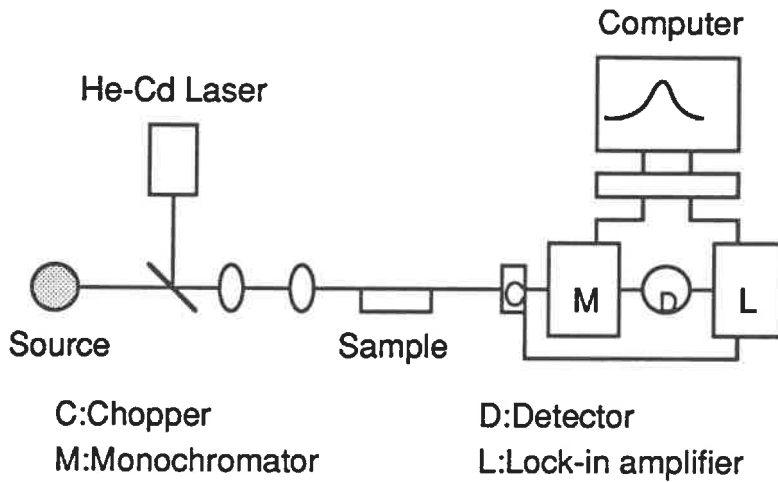 Computer
He-Cd Laser
M
D
L
Source
Sample
C:Chopper
D:Detector
M:Monochromator
L:Lock-in amplifier